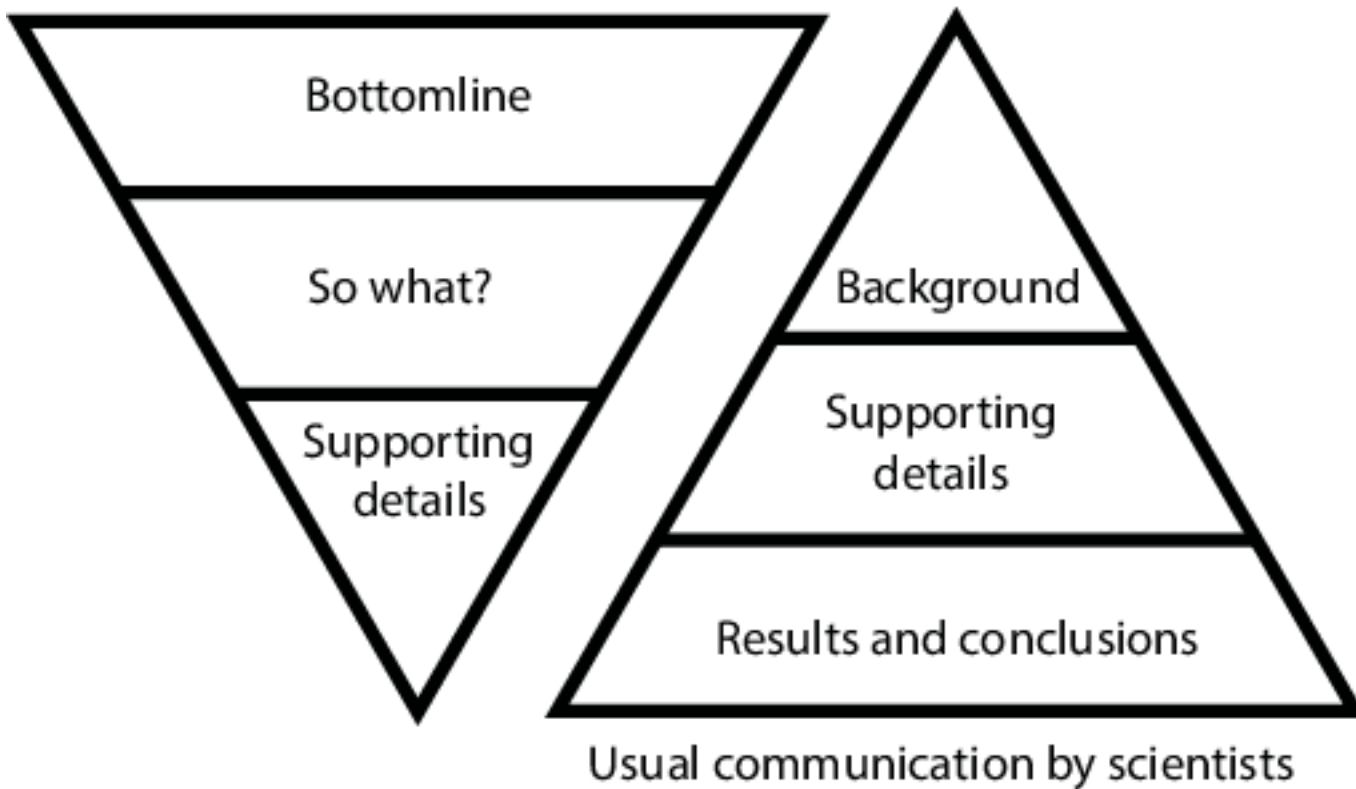 Bottomline
So what?
Supporting
details
Background
Supporting
details
Results and conclusions
Usual communication by scientists